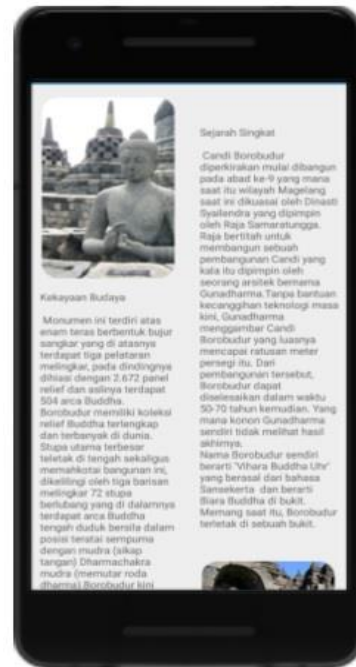 Kekayaan Budaya
Monumen ini terdiri atas
enam teras berbentuk bujur
sangkar yang di atasnya
terdapat tiga pelataran
melingkar, pada dindingnya
dihiasi dengan 2.672 panel
relief dan aslinya terdapat
504 arca Buddha.
Borobudur memiliki koleksi
relief Buddha terlengkap
dan terbanyak di dunia.
Stupa utama terbesar
teletak di tengah sekaligus
memahkotai bangunan ini,
dikelilingi oleh tiga barisan
melingkar 72 stupa
berlubang yang di dalamnya
terdapat arca Buddha
tengah duduk bersila dalam
posisi teratai sempurna
dengan mudra (sikap
tangan) Dharmachakra
mudra (memutar roda
dharma).Borobudur kini
Sejarah Singkat
Candi Borobudur
diperkirakan mulai dibangun
pada abad ke-9 yang mana
saat itu wilayah Magelang
saat ini dikuasai oleh Dinasti
Syailendra yang dipimpin
oleh Raja Samaratungga.
Raja bertitah untuk
membangun sebuah
pembangunan Candi yang
kala itu dipimpin oleh
seorang arsitek bernama
Gunadharma.Tanpa bantuan
kecanggihan teknologi masa
kini, Gunadharma
menggambar Candi
Borobudur yang luasnya
mencapai ratusan meter
persegi itu. Dari
pembangunan tersebut,
Borobudur dapat
diselesaikan dalam waktu
50-70 tahun kemudian. Yang
mana konon Gunadharma
sendiri tidak melihat hasil
akhirnya.
Nama Borobudur sendiri
berarti "Vihara Buddha Uhr"
yang berasal dari bahasa
Sansekerta dan berarti
Biara Buddha di bukit.
Memang saat itu, Borobudur
terletak di sebuah bukit.